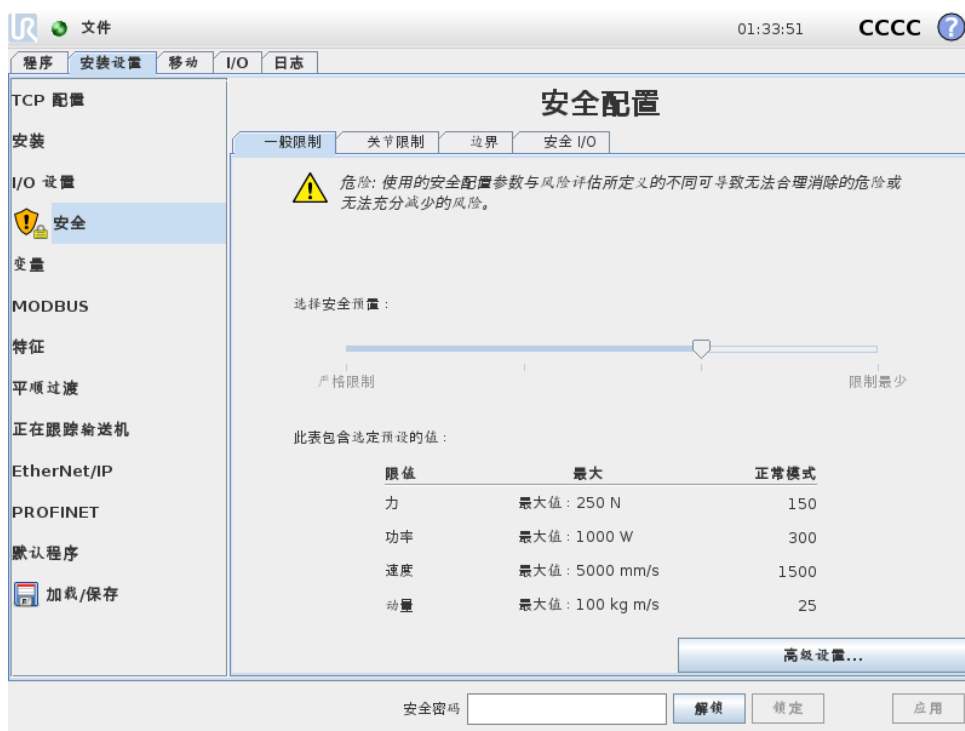 UR 文件 01:33:51 CCCC ?
程序 安装设置 移动 I/O 日志
TCP 配置
安装
I/O 设置
安全
变量
MODBUS
特征
平顺过渡
正在跟踪输送机
EtherNet/IP
PROFINET
默认程序
加载/保存
安全配置
一般限制 关节限制 边界 安全 I/O
危险: 使用的安全配置参数与风险评估所定义的不同可导致无法合理消除的危险或
无法充分减少的风险。
选择安全预置：
严格限制 限制最少
此表包含选定预设的值：
限值 最大 正常模式
力 最大值：250 N 150
功率 最大值：1000 W 300
速度 最大值：5000 mm/s 1500
动量 最大值：100 kg m/s 25
高级设置...
安全密码 解锁 锁定 应用